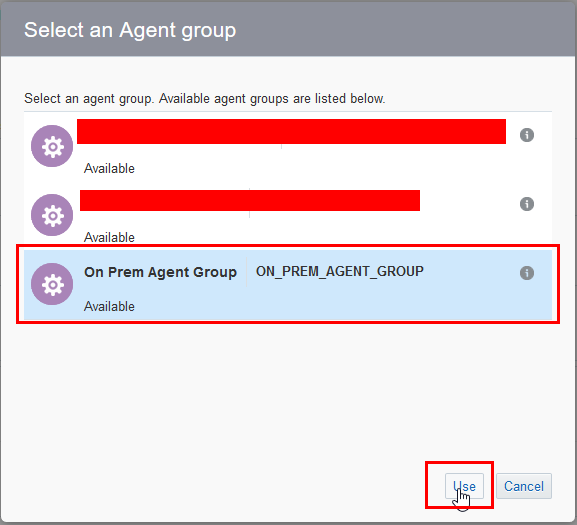 Select an Agent group
Select an agent group. Available agent groups are listed below.
Available
Available
On Prem Agent Group ON_PREM_AGENT_GROUP
Available
Use Cancel